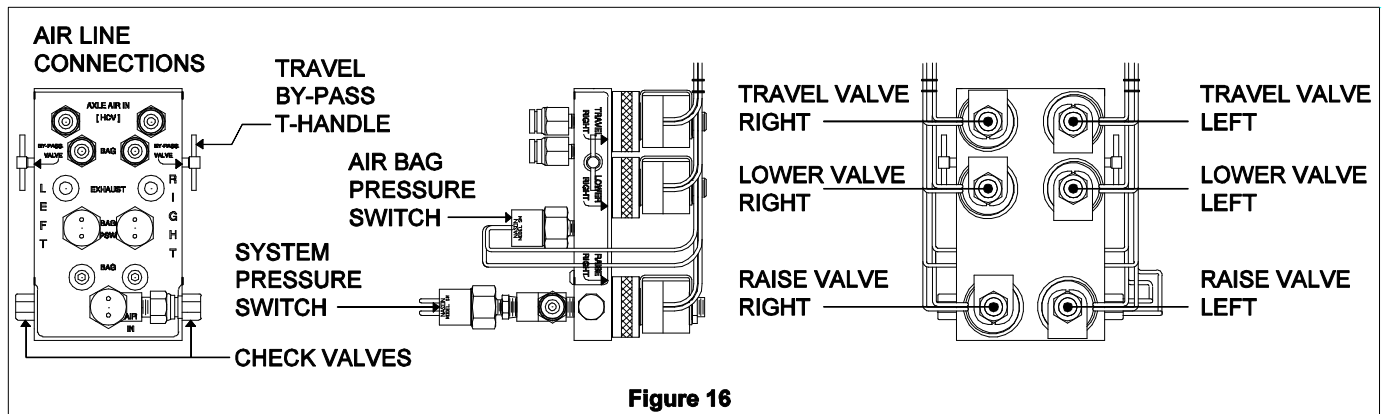 AIR LINE
CONNECTIONS
AXLE AIR IN
[HCV]
BY-PASS
VALVE
BAG
BY-PASS
VALVE
LEFT
EXHAUST
RIGHT
BAG
PSW
BAG
AIR
IN
TRAVEL
BY-PASS
T-HANDLE
AIR BAG
PRESSURE
SWITCH
SYSTEM
PRESSURE
SWITCH
CHECK VALVES
TRAVEL
RIGHT
LOWER
RIGHT
RAISE
RIGHT
TRAVEL VALVE
RIGHT
LOWER VALVE
RIGHT
RAISE VALVE
RIGHT
TRAVEL VALVE
LEFT
LOWER VALVE
LEFT
RAISE VALVE
LEFT
Figure 16